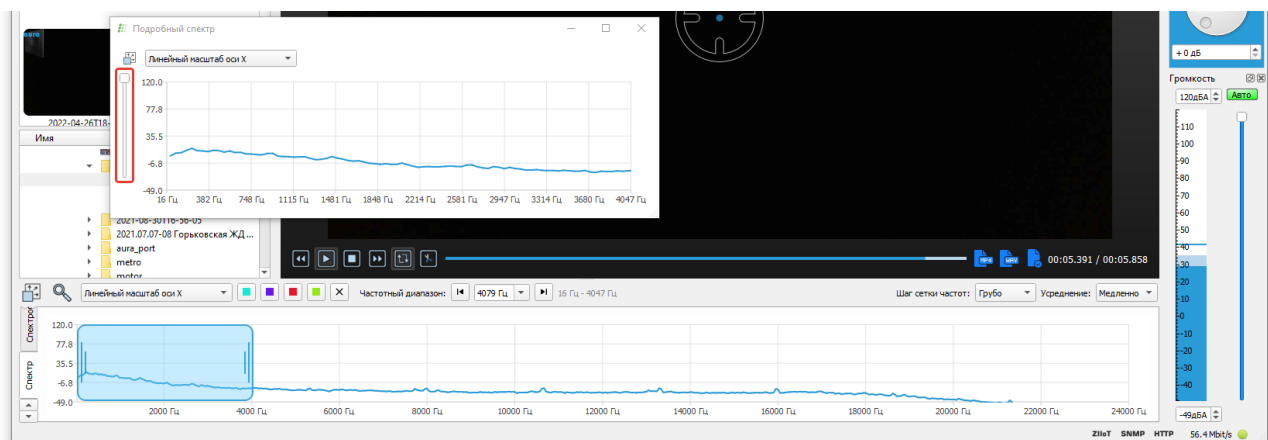 Подробный спектр
Линейный масштаб оси X
120.0
77.8
35.5
-6.8
-49.0
16 Гц 382 Гц 748 Гц 1115 Гц 1481 Гц 1848 Гц 2214 Гц 2581 Гц 2947 Гц 3314 Гц 3680 Гц 4047 Гц
2022-04-26T18-
Имя
2021-08-30T16-56-05
2021.07.07-08 Горьковская ЖД ...
aura_port
metro
motor
MP4 WAV 00:05.391 / 00:05.858
+ 0 дБ
Громкость
120дБА Авто
110
100
90
80
70
60
50
40
30
20
10
0
-10
-20
-30
-40
-49дБА
Линейный масштаб оси X Частотный диапазон: 4079 Гц 16 Гц - 4047 Гц Шаг сетки частот: Грубо Усреднение: Медленно
Спектрог
Спектр
120.0
77.8
35.5
-6.8
-49.0
2000 Гц 4000 Гц 6000 Гц 8000 Гц 10000 Гц 12000 Гц 14000 Гц 16000 Гц 18000 Гц 20000 Гц 22000 Гц 24000 Гц
ZIIoT SNMP HTTP 56.4 Mbit/s